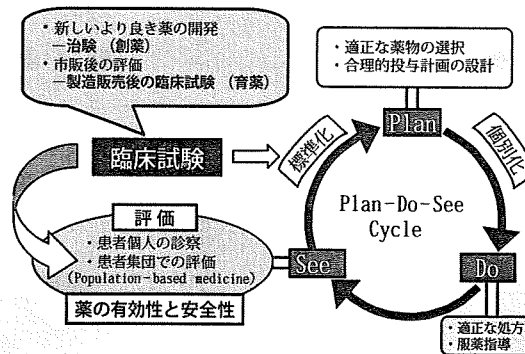 ・新しいより良き薬の開発
―治験（創薬）
・市販後の評価
―製造販売後の臨床試験（育薬）
臨床試験
・適正な薬物の選択
・合理的投与計画の設計
Plan
標準化
個別化
Plan-Do-See
Cycle
評価
・患者個人の診察
・患者集団での評価
(Population-based medicine)
薬の有効性と安全性
See
Do
・適正な処方
・服薬指導